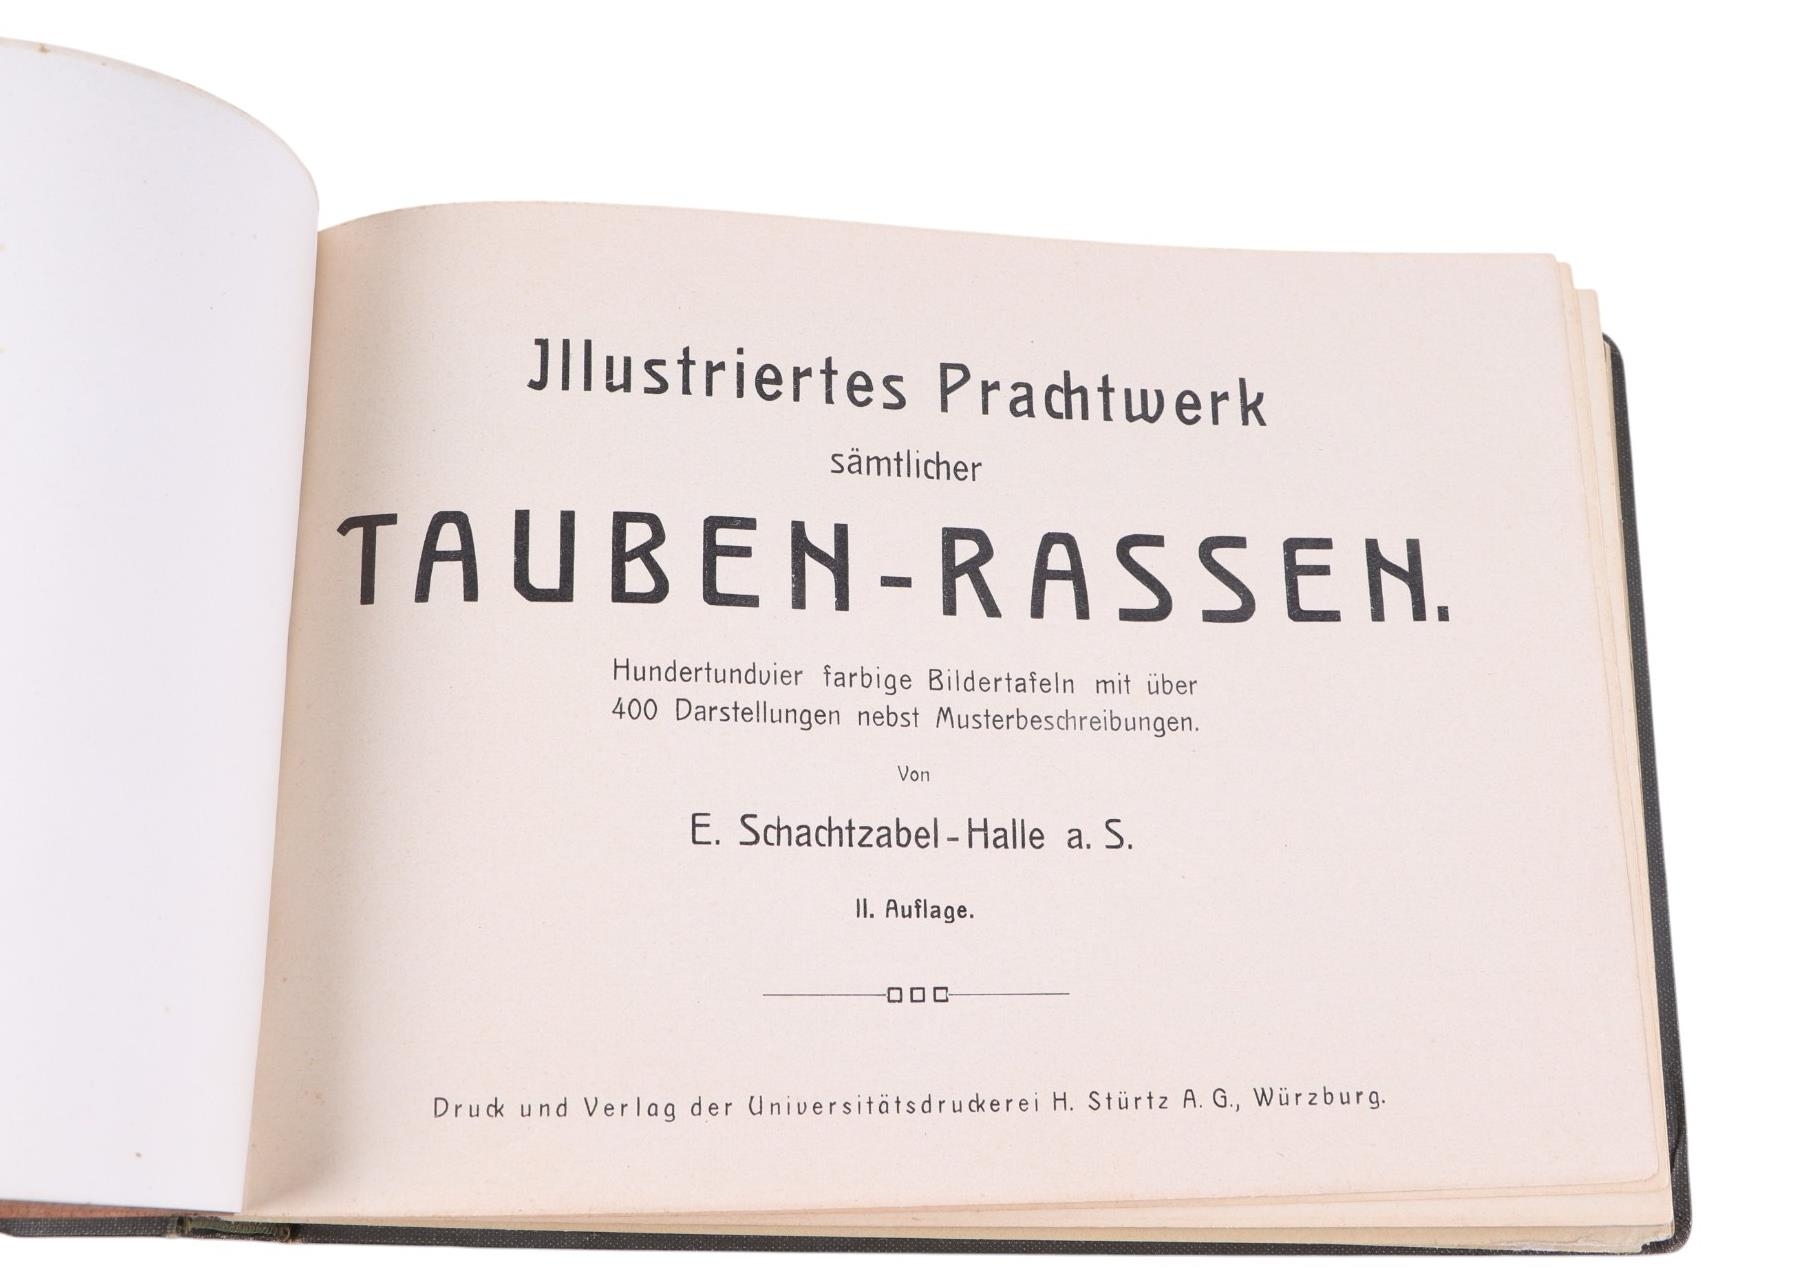 Jllustriertes Prachtwerk
sämtlicher
TAUBEN-RASSEN.
Hundertundvier farbige Bildertafeln mit über
400 Darstellungen nebst Musterbeschreibungen.
Von
E. Schachtzabel-Halle a. S.
II. Auflage.
Druck und Verlag der Universitätsdruckerei H. Stürtz A. G., Würzburg.